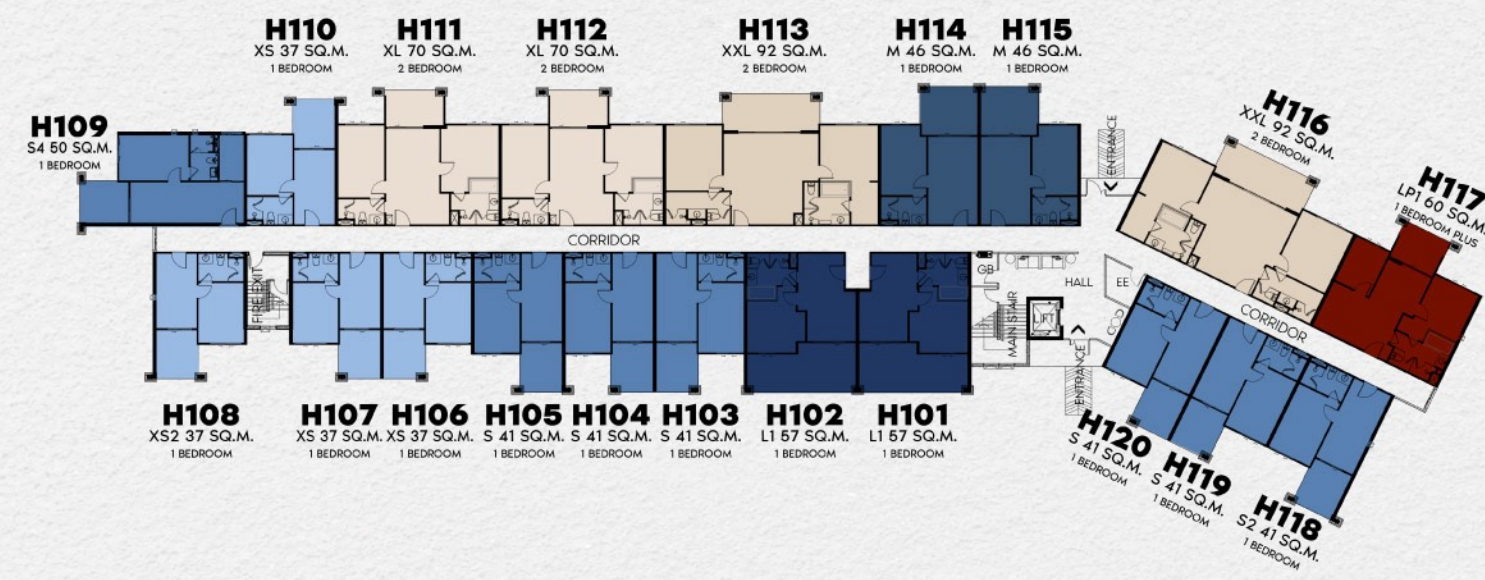 H110
XS 37 SQ.M.
1 BEDROOM
H111
XL 70 SQ.M.
2 BEDROOM
H112
XL 70 SQ.M.
2 BEDROOM
H113
XXL 92 SQ.M.
2 BEDROOM
H114
M 46 SQ.M.
1 BEDROOM
H115
M 46 SQ.M.
1 BEDROOM
H109
S4 50 SQ.M.
1 BEDROOM
ENTRANCE
H116
XXL 92 SQ.M.
2 BEDROOM
H117
LP1 60 SQ.M.
1 BEDROOM PLUS
CORRIDOR
FIRE EXIT
GB
HALL
EE
MAIN STAIR
LIFT
CORRIDOR
ENTRANCE
H108
XS2 37 SQ.M.
1 BEDROOM
H107
XS 37 SQ.M.
1 BEDROOM
H106
XS 37 SQ.M.
1 BEDROOM
H105
S 41 SQ.M.
1 BEDROOM
H104
S 41 SQ.M.
1 BEDROOM
H103
S 41 SQ.M.
1 BEDROOM
H102
L1 57 SQ.M.
1 BEDROOM
H101
L1 57 SQ.M.
1 BEDROOM
H120
S 41 SQ.M.
1 BEDROOM
H119
S 41 SQ.M.
1 BEDROOM
H118
S2 41 SQ.M.
1 BEDROOM